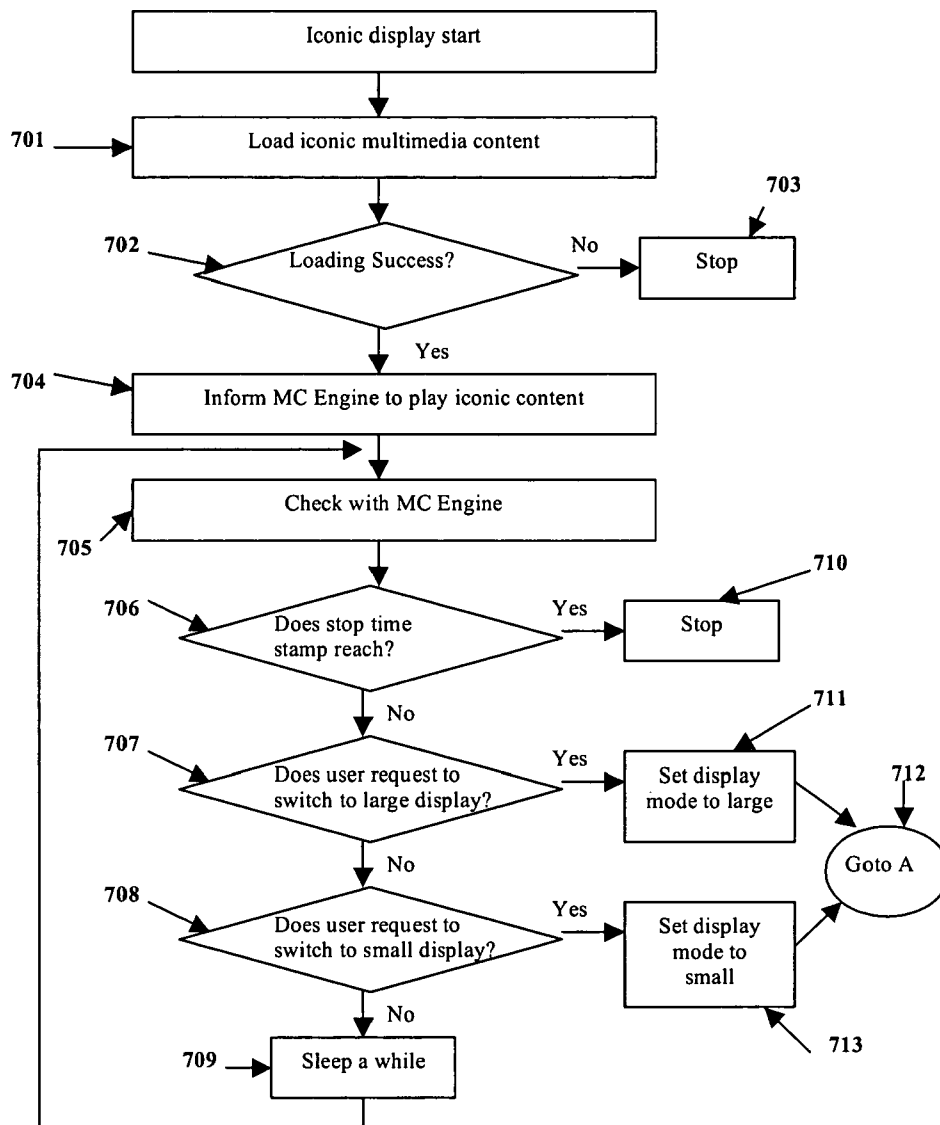 Iconic display start
701
Load iconic multimedia content
703
702
Loading Success?
No
Stop
Yes
704
Inform MC Engine to play iconic content
Check with MC Engine
705
710
706
Does stop time
stamp reach?
Yes
Stop
No
711
707
Does user request to
switch to large display?
Yes
Set display
mode to large
712
Goto A
No
708
Does user request to
switch to small display?
Yes
Set display
mode to
small
No
713
709
Sleep a while